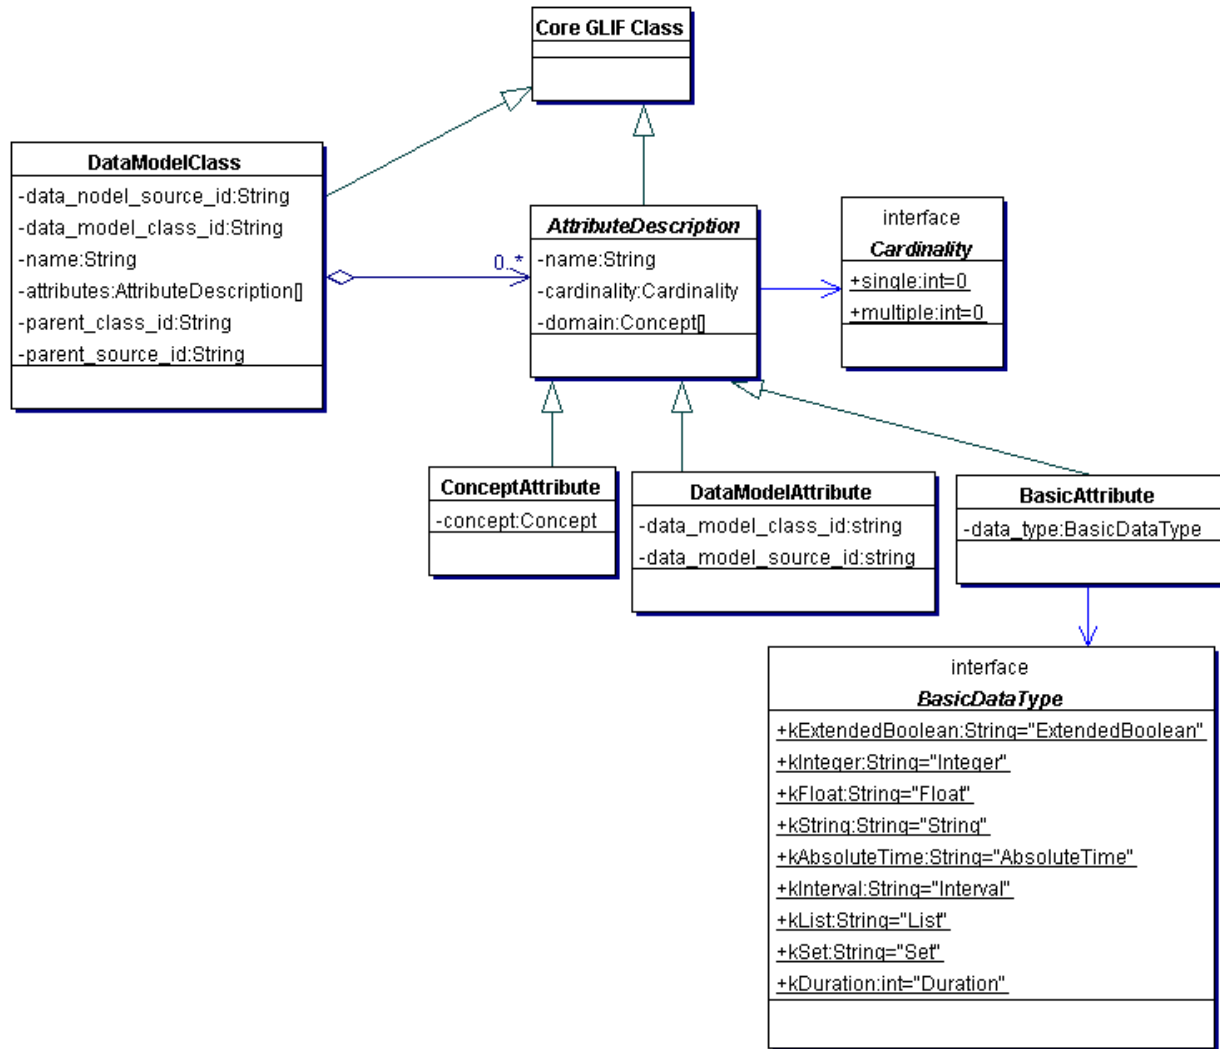 Core GLIF Class
DataModelClass
-data_nodel_source_id:String
-data_model_class_id:String
-name:String
-attributes:AttributeDescription[]
-parent_class_id:String
-parent_source_id:String
0..*
AttributeDescription
-name:String
-cardinality:Cardinality
-domain:Concept[]
interface
Cardinality
+single:int=0
+multiple:int=0
ConceptAttribute
-concept:Concept
DataModelAttribute
-data_model_class_id:string
-data_model_source_id:string
BasicAttribute
-data_type:BasicDataType
interface
BasicDataType
+kExtendedBoolean:String="ExtendedBoolean"
+kInteger:String="Integer"
+kFloat:String="Float"
+kString:String="String"
+kAbsoluteTime:String="AbsoluteTime"
+kInterval:String="Interval"
+kList:String="List"
+kSet:String="Set"
+kDuration:int="Duration"